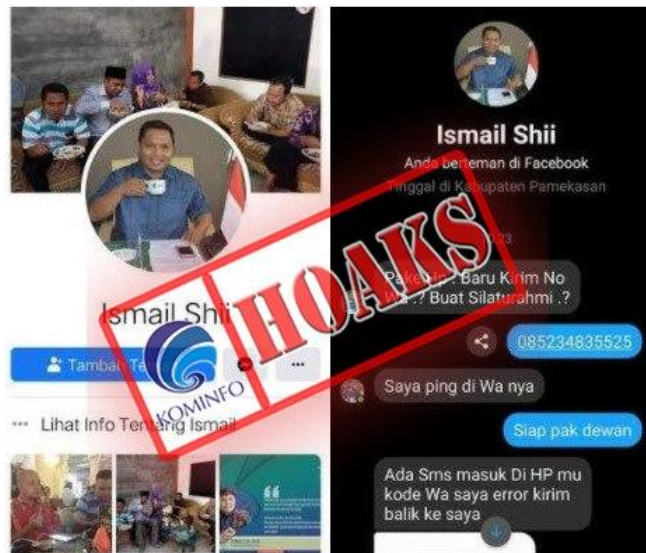 Ismail Shii
Tambah Te
Lihat Info Tentang Ismail
KOMINFO
HOAKS
Ismail Shii
Anda berteman di Facebook
Tinggal di Kabupaten Pamekasan
Pake Hp . Baru Kirim No
Wa .? Buat Silaturahmi .?
085234835525
Saya ping di Wa nya
Siap pak dewan
Ada Sms masuk Di HP mu
kode Wa saya error kirim
balik ke saya